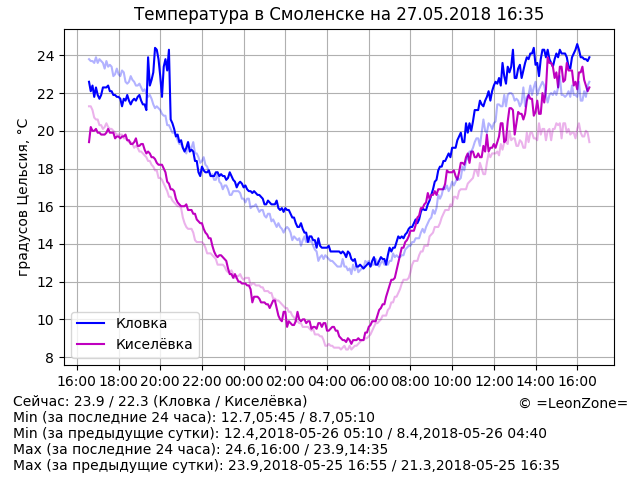 Температура в Смоленске на 27.05.2018 16:35
градусов Цельсия, °C
24
22
20
18
16
14
12
10
8
Кловка
Киселёвка
16:00 18:00 20:00 22:00 00:00 02:00 04:00 06:00 08:00 10:00 12:00 14:00 16:00
Сейчас: 23.9 / 22.3 (Кловка / Киселёвка)
© =LeonZone=
Min (за последние 24 часа): 12.7,05:45 / 8.7,05:10
Min (за предыдущие сутки): 12.4,2018-05-26 05:10 / 8.4,2018-05-26 04:40
Max (за последние 24 часа): 24.6,16:00 / 23.9,14:35
Max (за предыдущие сутки): 23.9,2018-05-25 16:55 / 21.3,2018-05-25 16:35